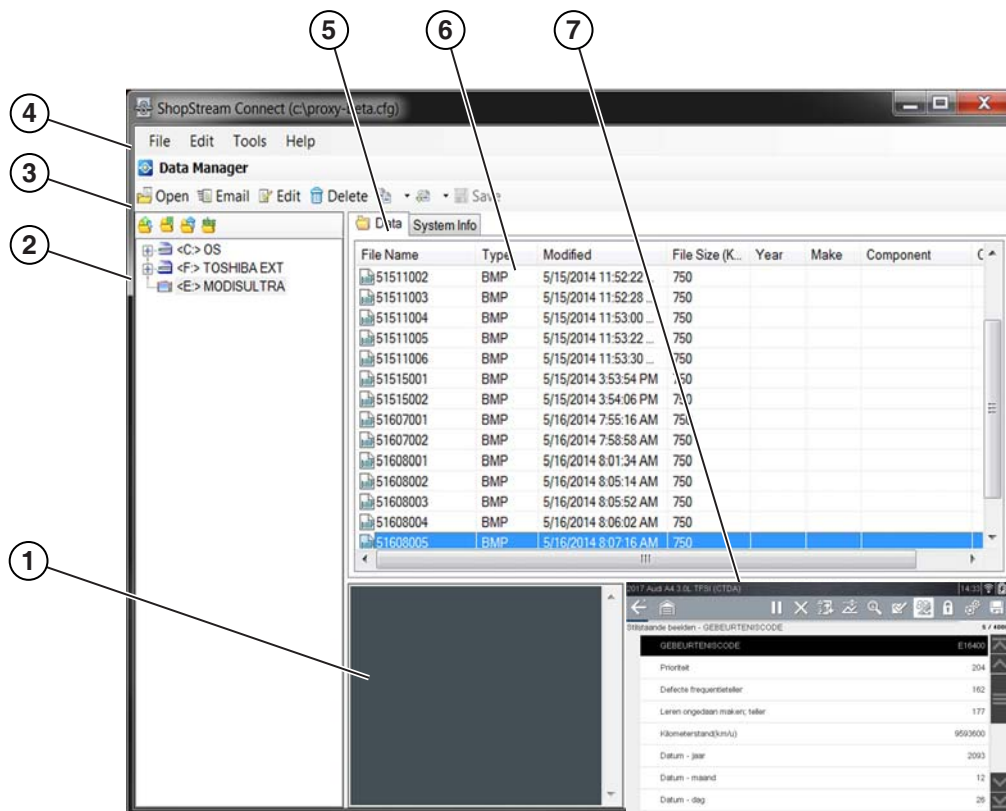 5 6 7
4
3
2
1
ShopStream Connect (c:\proxy-beta.cfg)
File Edit Tools Help
Data Manager
Open Email Edit Delete Save
Data System Info
<C:> OS
<F:> TOSHIBA EXT
<E:> MODISULTRA
File Name Type Modified File Size (K... Year Make Component C
51511002 BMP 5/15/2014 11:52:22 750
51511003 BMP 5/15/2014 11:52:28 ... 750
51511004 BMP 5/15/2014 11:53:00 ... 750
51511005 BMP 5/15/2014 11:53:22 ... 750
51511006 BMP 5/15/2014 11:53:30 ... 750
51515001 BMP 5/15/2014 3:53:54 PM 750
51515002 BMP 5/15/2014 3:54:06 PM 750
51607001 BMP 5/16/2014 7:55:16 AM 750
51607002 BMP 5/16/2014 7:58:58 AM 750
51608001 BMP 5/16/2014 8:01:34 AM 750
51608002 BMP 5/16/2014 8:05:14 AM 750
51608003 BMP 5/16/2014 8:05:52 AM 750
51608004 BMP 5/16/2014 8:06:02 AM 750
51608005 BMP 5/16/2014 8:07:16 AM 750
2017 Audi A4 3.0L TFSI (CTDA) 14:33
Stilstaande beelden - GEBEURTENISCODE 5 / 4000
GEBEURTENISCODE E16400
Prioriteit 204
Defecte frequentieteller 162
Leren ongedaan maken; teller 177
Kilometerstand(km/u) 9593600
Datum - jaar 2093
Datum - maand 12
Datum - dag 26